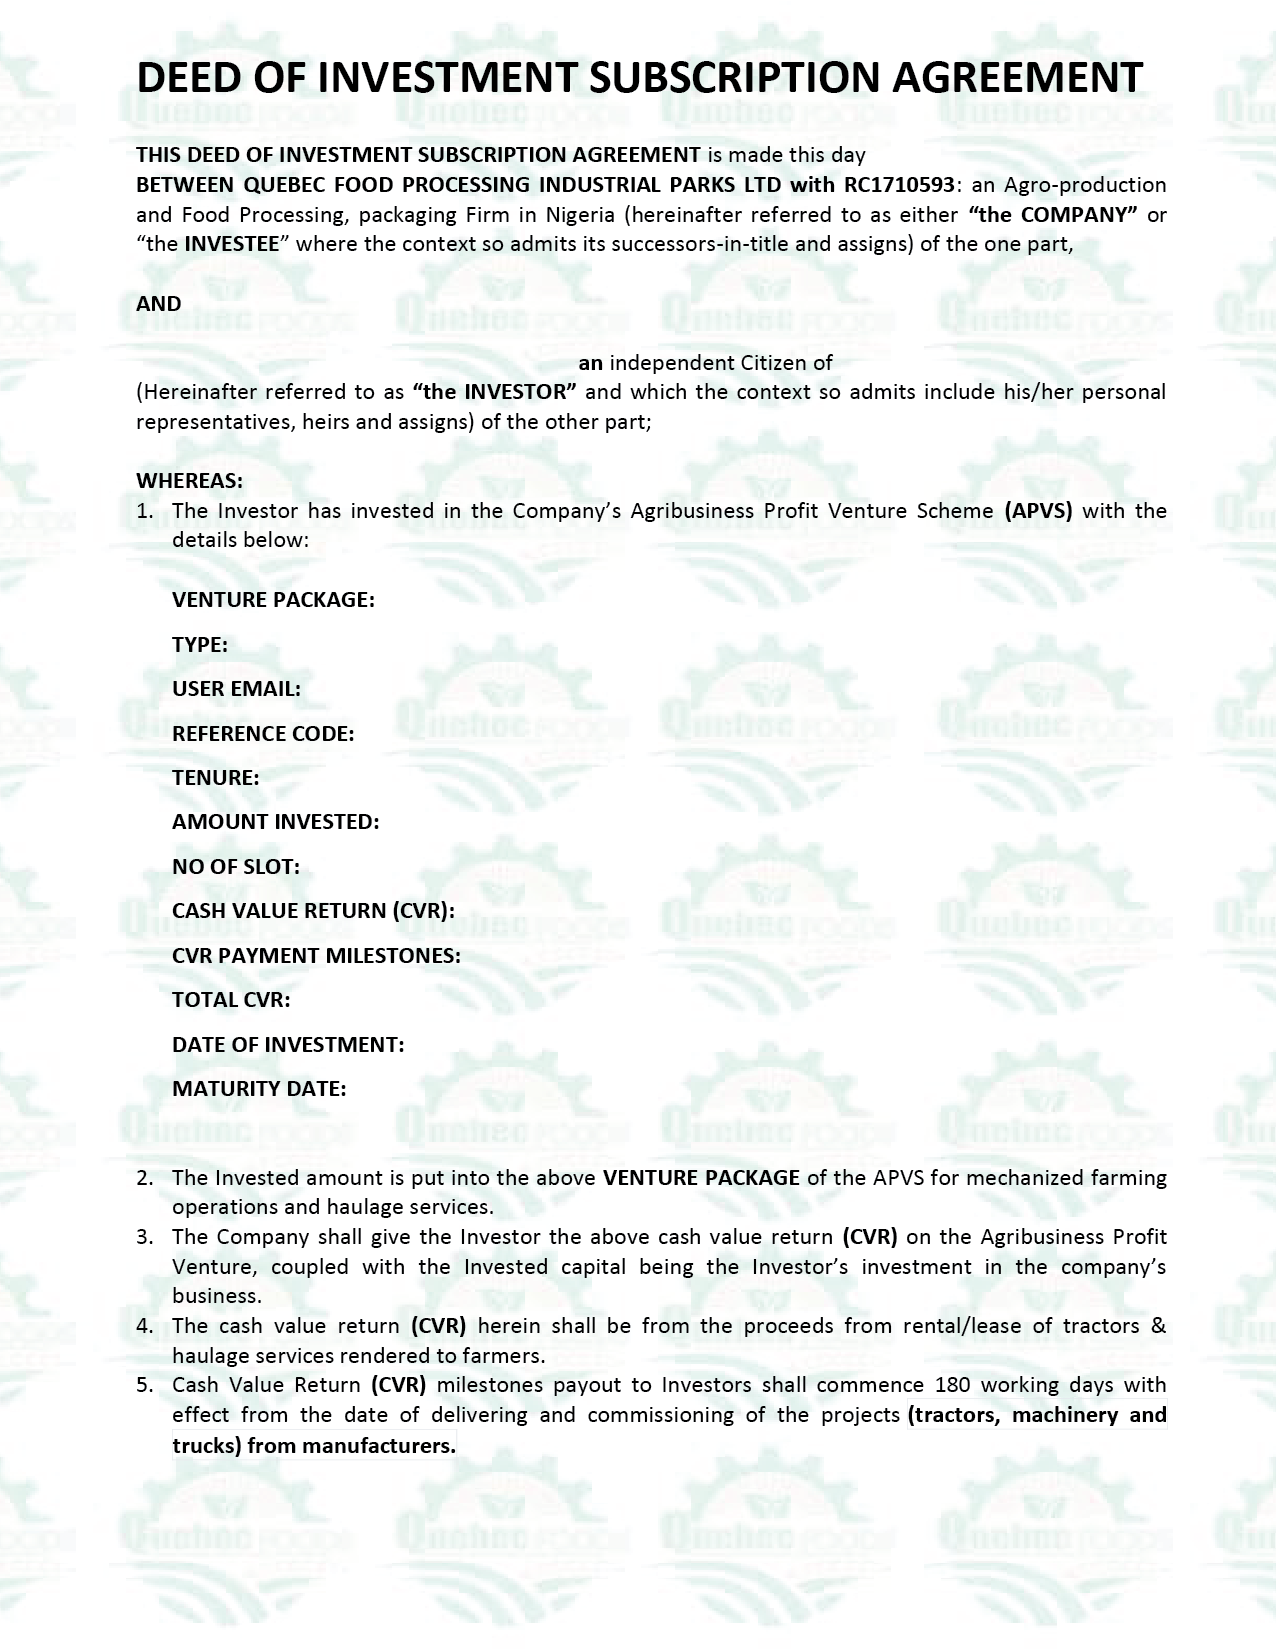 DEED OF INVESTMENT SUBSCRIPTION AGREEMENT
THIS DEED OF INVESTMENT SUBSCRIPTION AGREEMENT is made this day
BETWEEN QUEBEC FOOD PROCESSING INDUSTRIAL PARKS LTD with RC1710593: an Agro-production
and Food Processing, packaging Firm in Nigeria (hereinafter referred to as either “the COMPANY” or
“the INVESTEE” where the context so admits its successors-in-title and assigns) of the one part,
AND
an independent Citizen of
(Hereinafter referred to as “the INVESTOR” and which the context so admits include his/her personal
representatives, heirs and assigns) of the other part;
WHEREAS:
1. The Investor has invested in the Company’s Agribusiness Profit Venture Scheme (APVS) with the
details below:
VENTURE PACKAGE:
TYPE:
USER EMAIL:
REFERENCE CODE:
TENURE:
AMOUNT INVESTED:
NO OF SLOT:
CASH VALUE RETURN (CVR):
CVR PAYMENT MILESTONES:
TOTAL CVR:
DATE OF INVESTMENT:
MATURITY DATE:
2. The Invested amount is put into the above VENTURE PACKAGE of the APVS for mechanized farming
operations and haulage services.
3. The Company shall give the Investor the above cash value return (CVR) on the Agribusiness Profit
Venture, coupled with the Invested capital being the Investor’s investment in the company’s
business.
4. The cash value return (CVR) herein shall be from the proceeds from rental/lease of tractors &
haulage services rendered to farmers.
5. Cash Value Return (CVR) milestones payout to Investors shall commence 180 working days with
effect from the date of delivering and commissioning of the projects (tractors, machinery and
trucks) from manufacturers.
Quebec FOODS